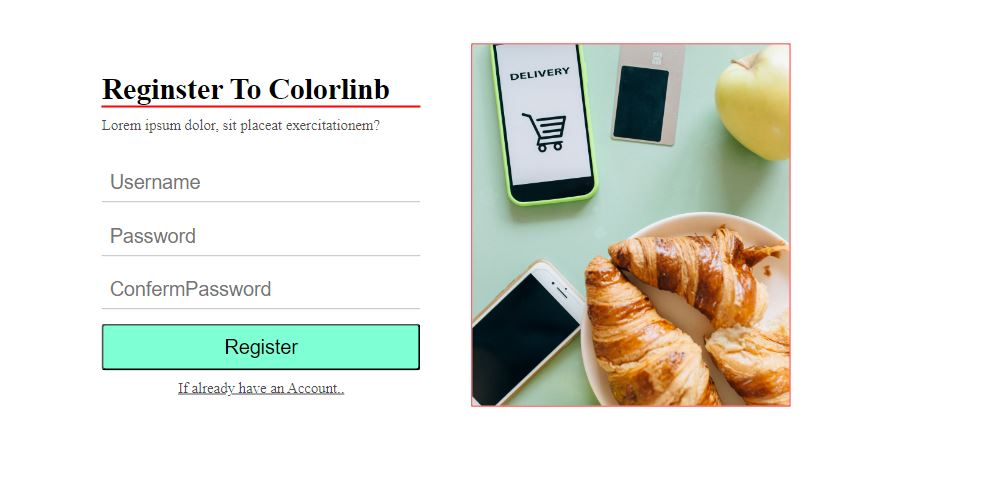 Reginster To Colorlinb
Lorem ipsum dolor, sit placeat exercitationem?
Username
Password
ConfermPassword
Register
If already have an Account..
DELIVERY